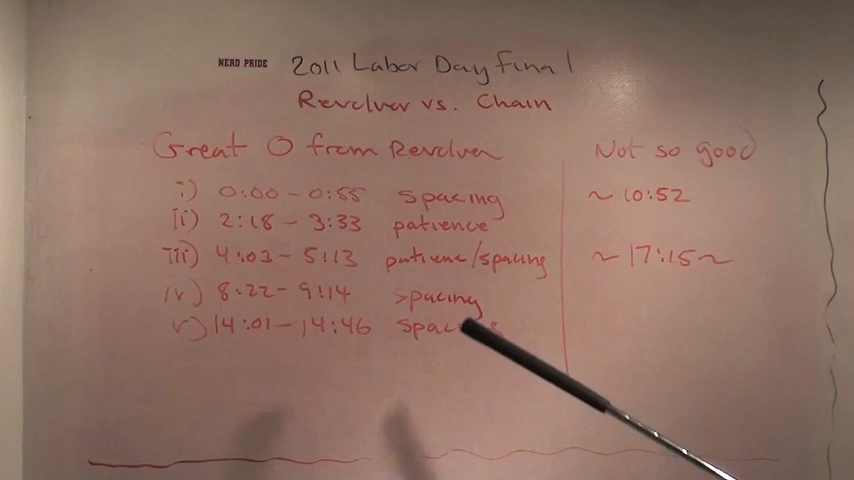 NERD PRIDE 2011 Labor Day Final
Revolver vs. Chain
Great O from Revolver Not so good
i) 0:00 - 0:55 spacing ~ 10:52
ii) 2:18 - 3:33 patience
iii) 4:03 - 5:13 patience/spacing ~ 17:15 ~
iv) 8:22 - 9:14 spacing
v) 14:01 - 14:46